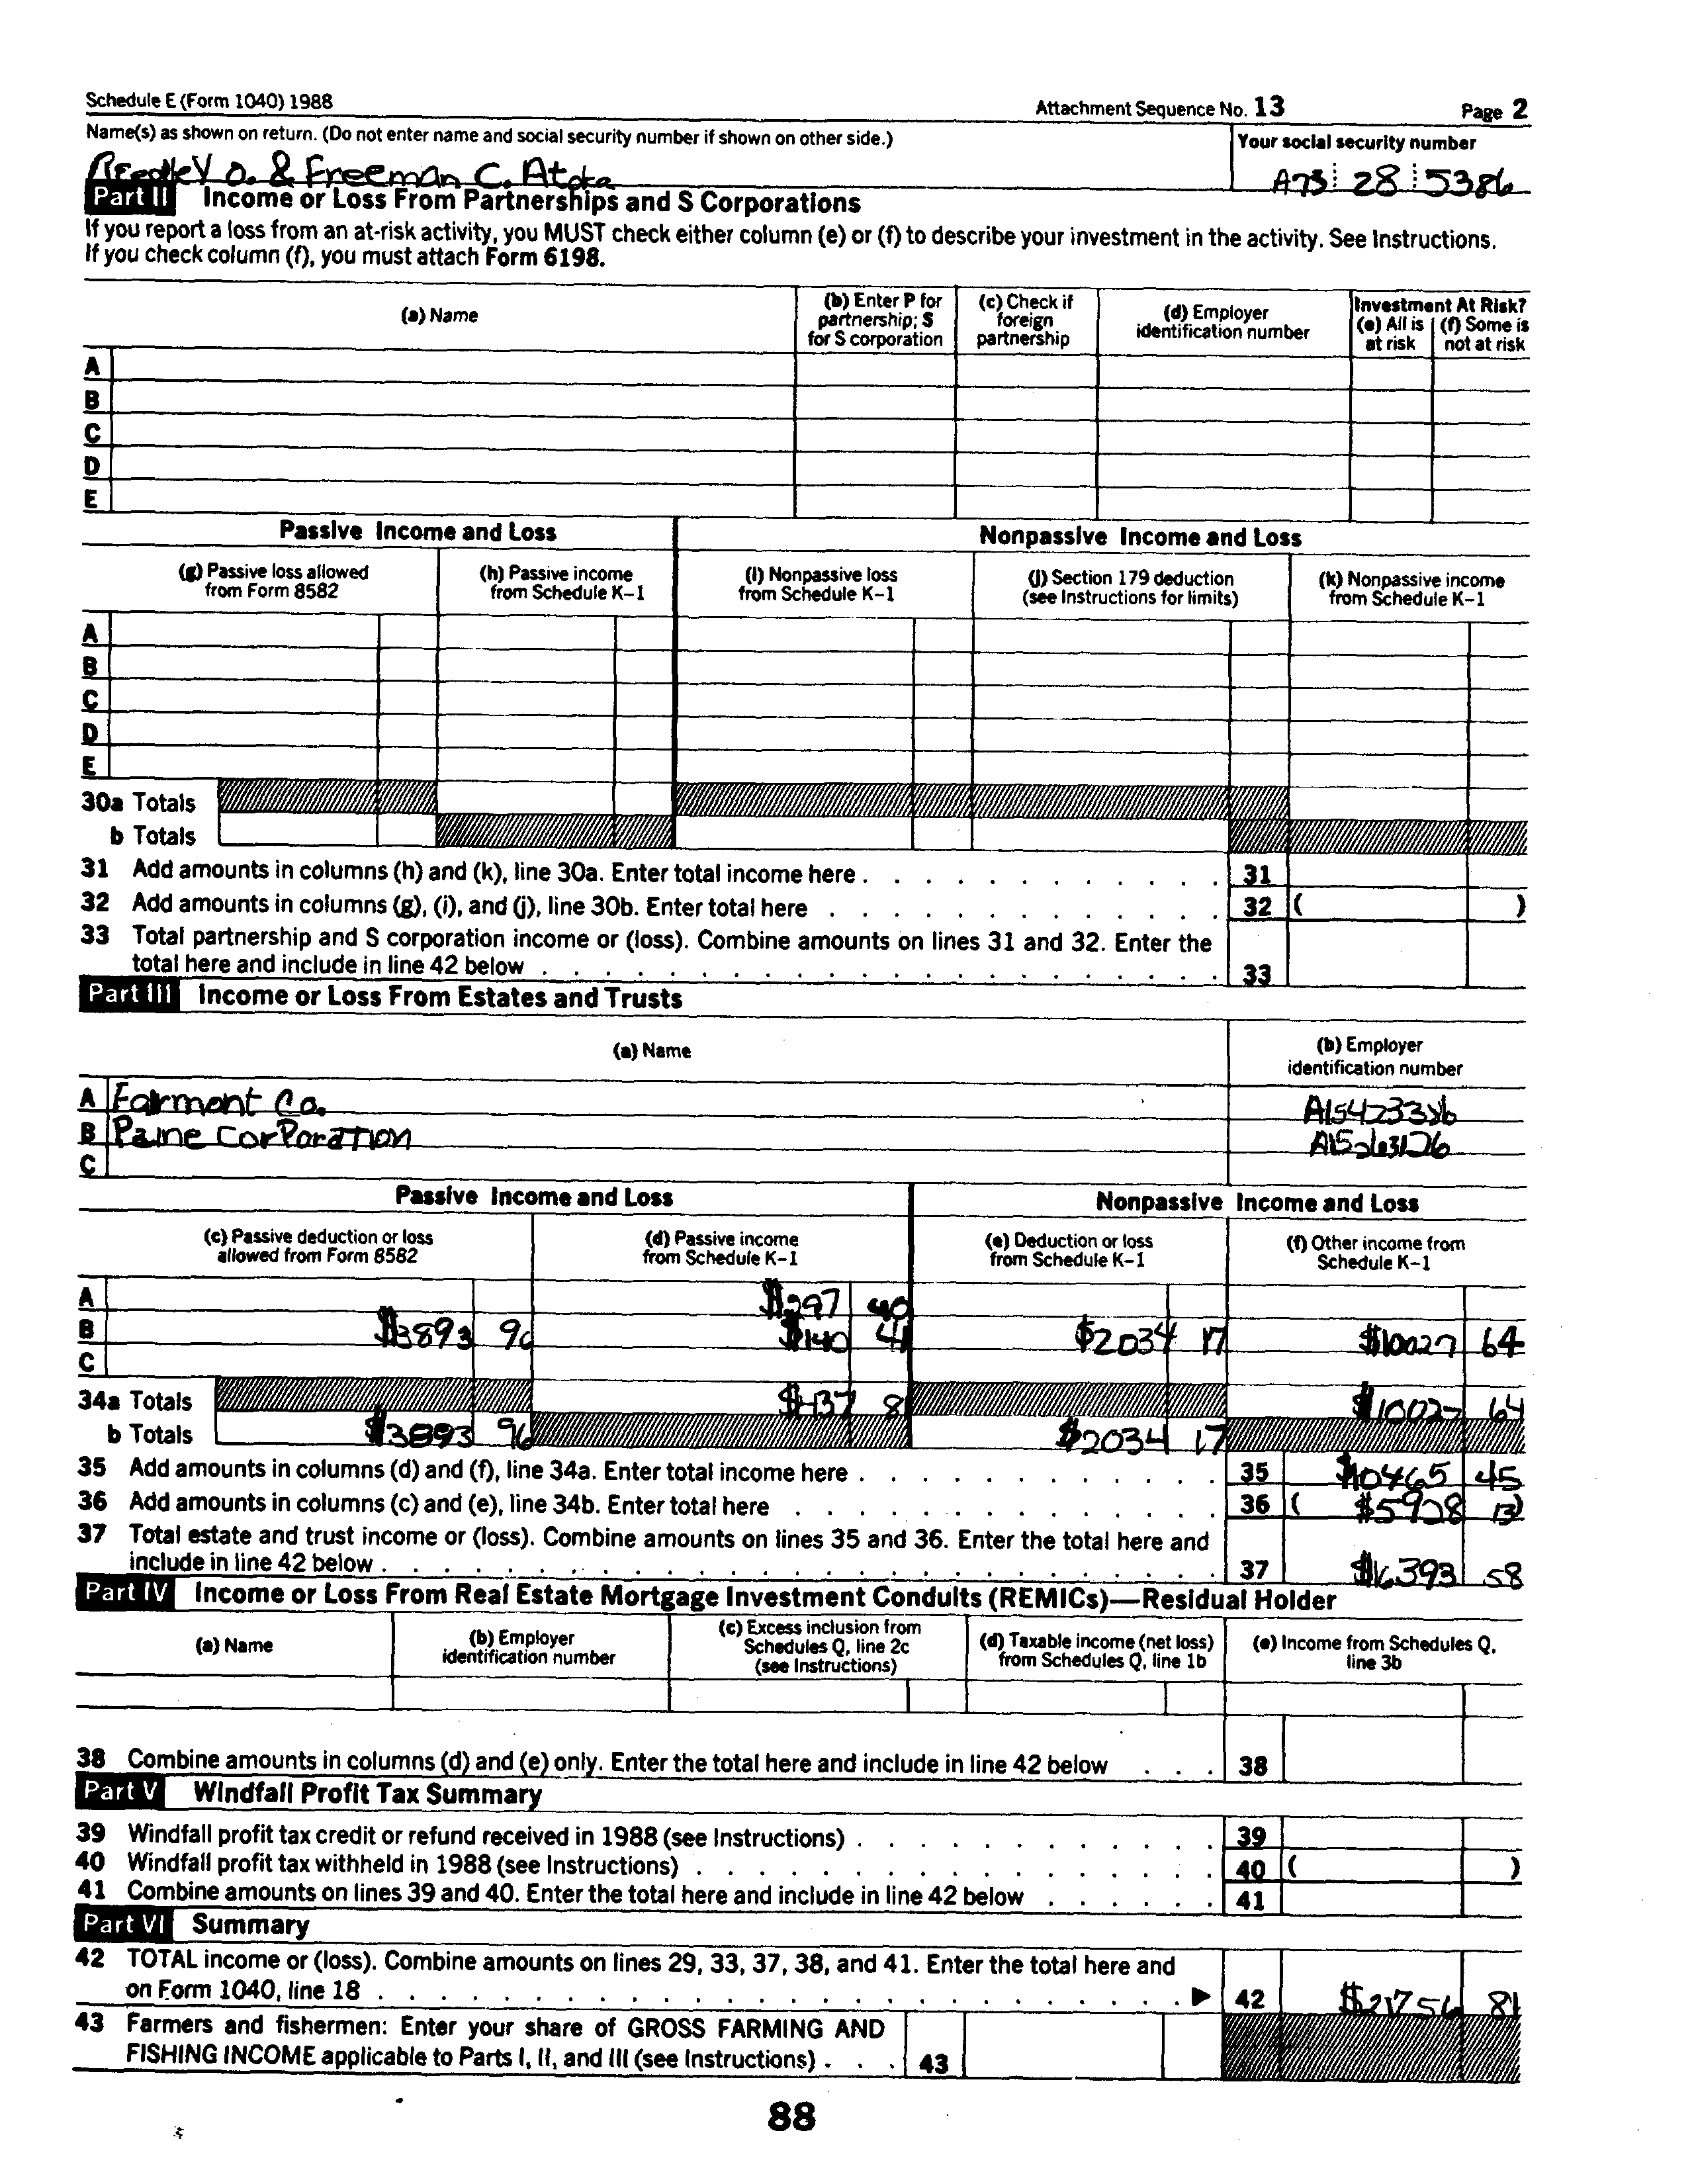 Schedule E (Form 1040) 1988 Attachment Sequence No. 13 Page 2
Name(s) as shown on return. (Do not enter name and social security number if shown on other side.) Your social security number
Reedley O. & Freeman C. Atoka A73 28 5386
Part II Income or Loss From Partnerships and S Corporations
If you report a loss from an at-risk activity, you MUST check either column (e) or (f) to describe your investment in the activity. See Instructions.
If you check column (f), you must attach Form 6198.
(a) Name (b) Enter P for partnership; S for S corporation (c) Check if foreign partnership (d) Employer identification number Investment At Risk? (e) All is at risk (f) Some is not at risk
A
B
C
D
E
Passive Income and Loss Nonpassive Income and Loss
(g) Passive loss allowed from Form 8582 (h) Passive income from Schedule K–1 (i) Nonpassive loss from Schedule K–1 (j) Section 179 deduction (see Instructions for limits) (k) Nonpassive income from Schedule K–1
A
B
C
D
E
30a Totals
b Totals
31 Add amounts in columns (h) and (k), line 30a. Enter total income here . 31
32 Add amounts in columns (g), (i), and (j), line 30b. Enter total here . 32 ( )
33 Total partnership and S corporation income or (loss). Combine amounts on lines 31 and 32. Enter the
total here and include in line 42 below . 33
Part III Income or Loss From Estates and Trusts
(a) Name (b) Employer identification number
A Fairmont Co. A15423386
B Paine Corporation A15263126
C
Passive Income and Loss Nonpassive Income and Loss
(c) Passive deduction or loss allowed from Form 8582 (d) Passive income from Schedule K–1 (e) Deduction or loss from Schedule K–1 (f) Other income from Schedule K–1
A $297 40
B $3893 96 $140 41 $2034 17 $10027 64
C
34a Totals $437 81 $10027 64
b Totals $3893 96 $2034 17
35 Add amounts in columns (d) and (f), line 34a. Enter total income here . 35 $10465 45
36 Add amounts in columns (c) and (e), line 34b. Enter total here . 36 ( $5928 13 )
37 Total estate and trust income or (loss). Combine amounts on lines 35 and 36. Enter the total here and
include in line 42 below . 37 $16393 58
Part IV Income or Loss From Real Estate Mortgage Investment Conduits (REMICs)—Residual Holder
(a) Name (b) Employer identification number (c) Excess inclusion from Schedules Q, line 2c (see Instructions) (d) Taxable income (net loss) from Schedules Q, line 1b (e) Income from Schedules Q, line 3b
38 Combine amounts in columns (d) and (e) only. Enter the total here and include in line 42 below . . . 38
Part V Windfall Profit Tax Summary
39 Windfall profit tax credit or refund received in 1988 (see Instructions) . 39
40 Windfall profit tax withheld in 1988 (see Instructions) . 40 ( )
41 Combine amounts on lines 39 and 40. Enter the total here and include in line 42 below . 41
Part VI Summary
42 TOTAL income or (loss). Combine amounts on lines 29, 33, 37, 38, and 41. Enter the total here and
on Form 1040, line 18 . ▶ 42 $21756 81
43 Farmers and fishermen: Enter your share of GROSS FARMING AND
FISHING INCOME applicable to Parts I, II, and III (see Instructions) . . . 43
88